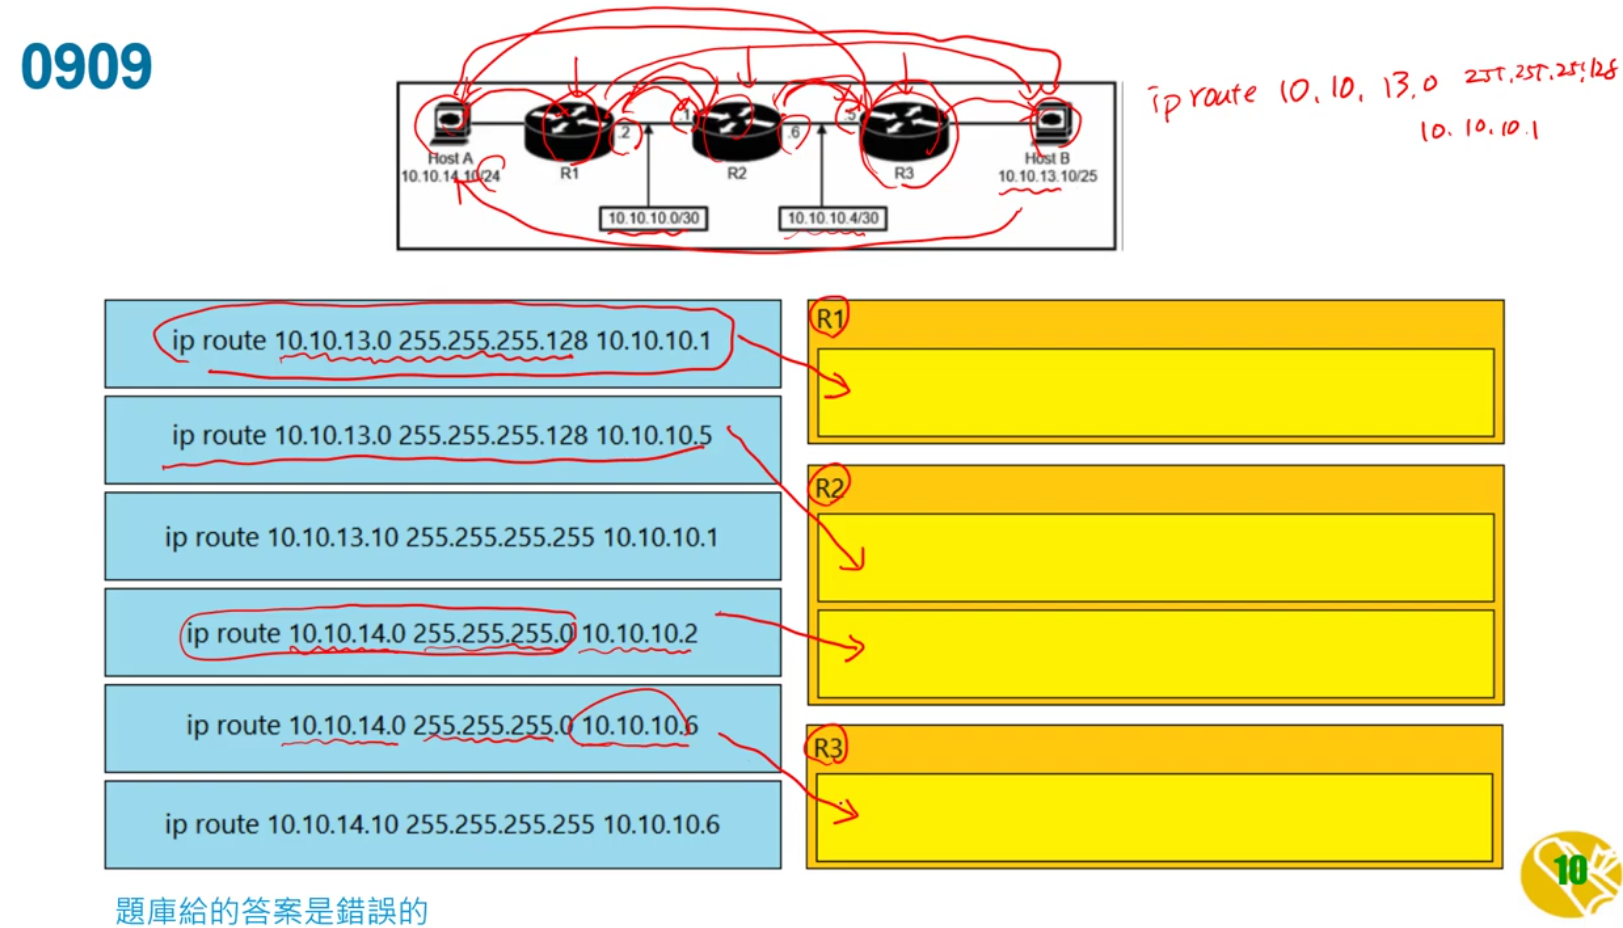 0909
ip route 10.10.13.0 255.255.255.128
10.10.10.1
.2
.1
.6
.5
Host A
10.10.14.10/24
R1
R2
R3
Host B
10.10.13.10/25
10.10.10.0/30
10.10.10.4/30
ip route 10.10.13.0 255.255.255.128 10.10.10.1
ip route 10.10.13.0 255.255.255.128 10.10.10.5
ip route 10.10.13.10 255.255.255.255 10.10.10.1
ip route 10.10.14.0 255.255.255.0 10.10.10.2
ip route 10.10.14.0 255.255.255.0 10.10.10.6
ip route 10.10.14.10 255.255.255.255 10.10.10.6
R1
R2
R3
題庫給的答案是錯誤的
10